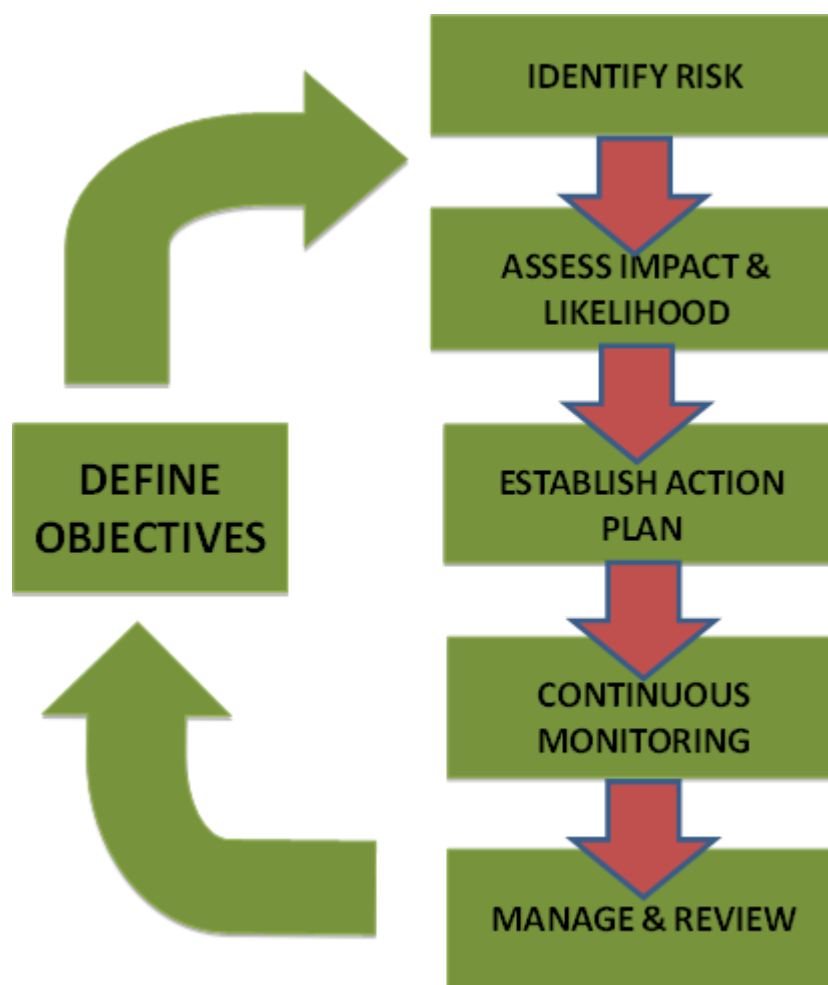 IDENTIFY RISK
ASSESS IMPACT &
LIKELIHOOD
ESTABLISH ACTION
PLAN
CONTINUOUS
MONITORING
MANAGE & REVIEW
DEFINE
OBJECTIVES